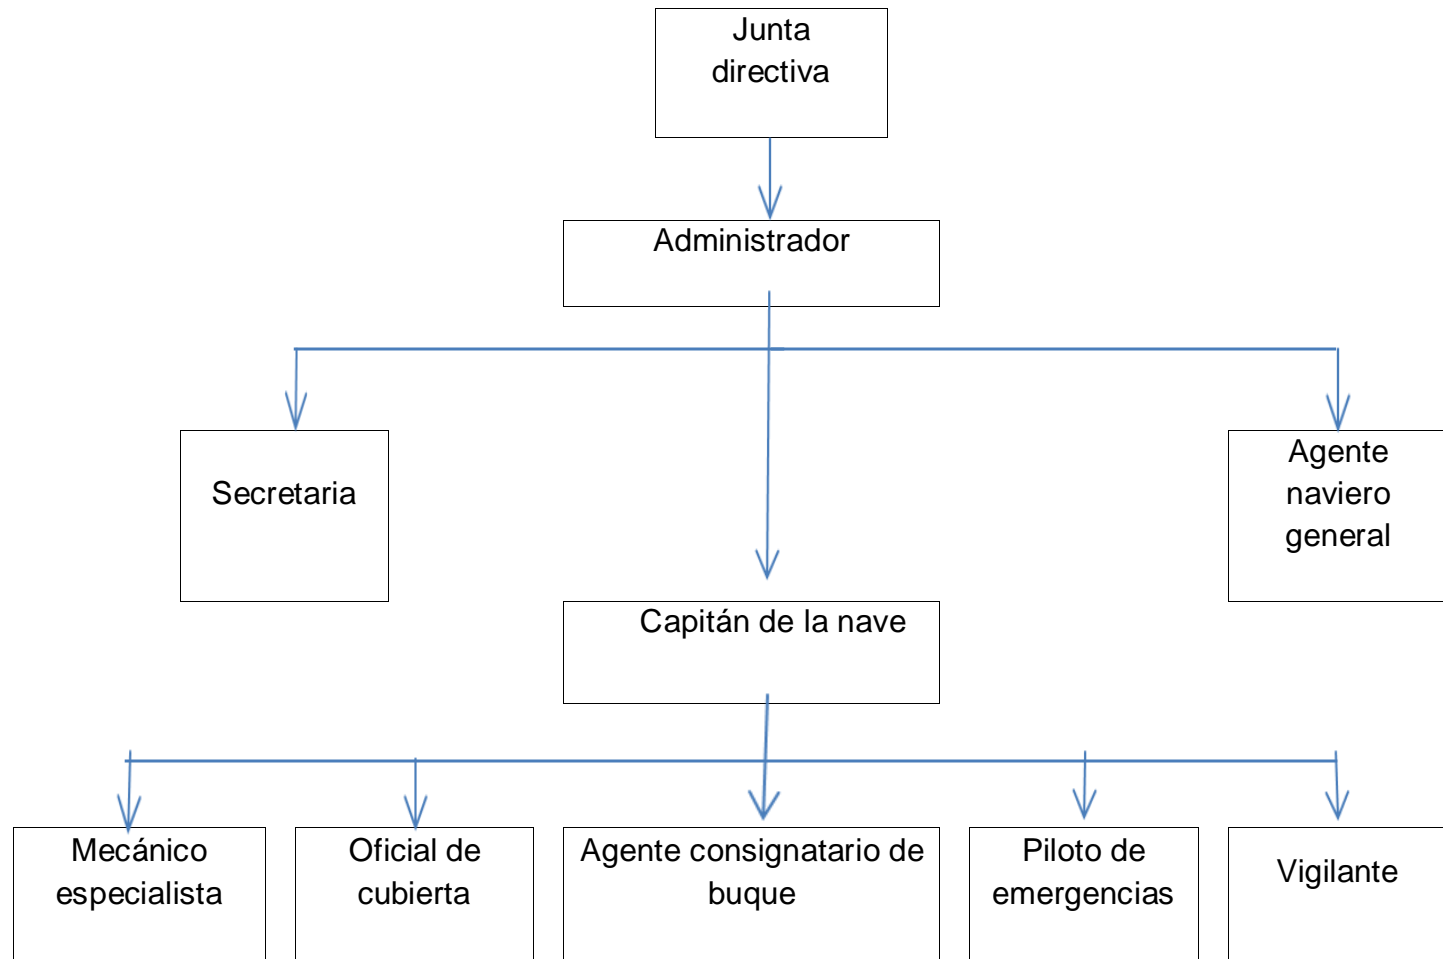 Junta
directiva
Administrador
Secretaria
Agente
naviero
general
Capitán de la nave
Mecánico
especialista
Oficial de
cubierta
Agente consignatario de
buque
Piloto de
emergencias
Vigilante